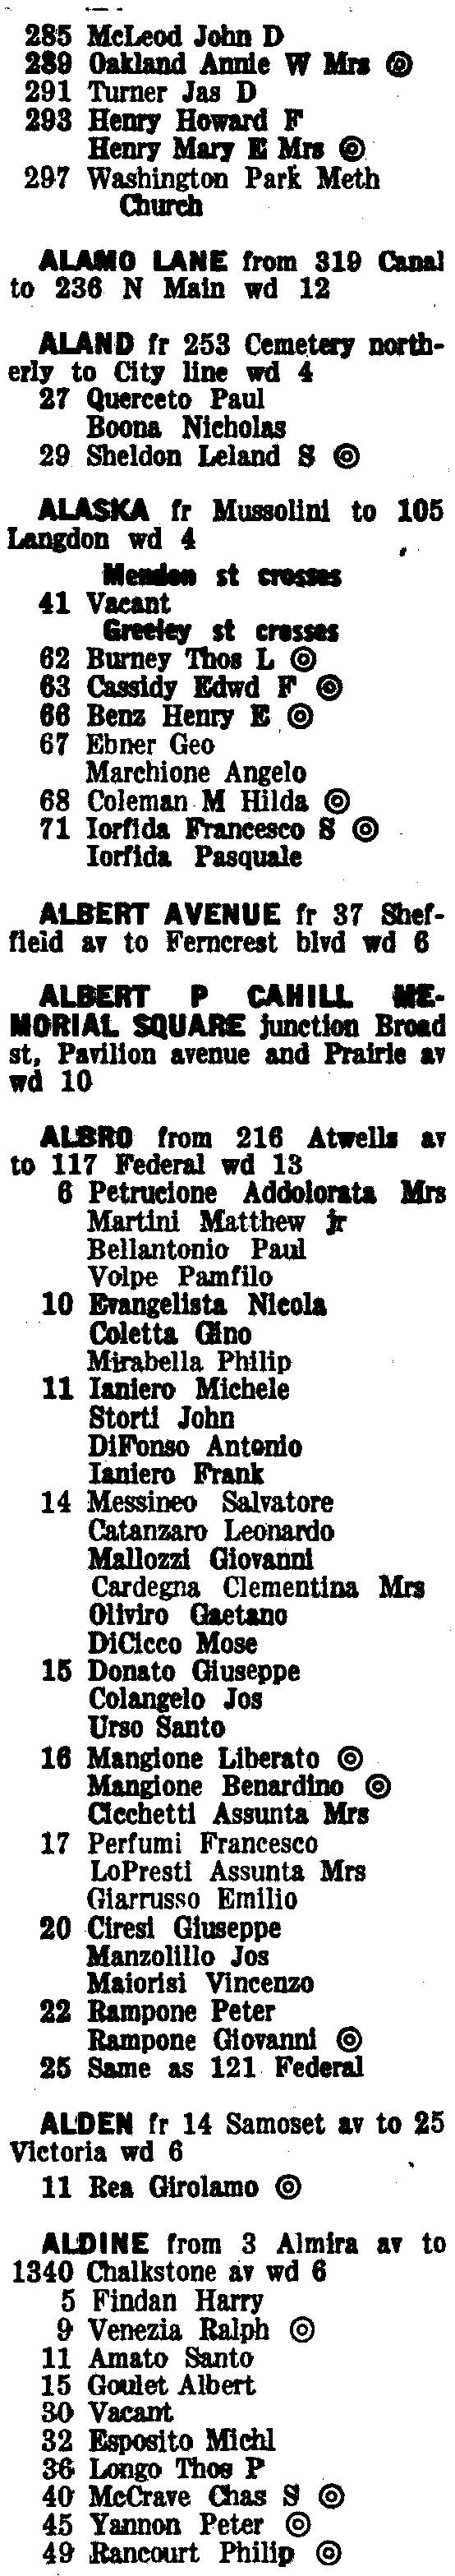 285 McLeod John D
289 Oakland Annie W Mrs ◎
291 Turner Jas D
293 Henry Howard F
Henry Mary E Mrs ◎
297 Washington Park Meth
Church
ALAMO LANE from 319 Canal
to 236 N Main wd 12
ALAND fr 253 Cemetery north-
erly to City line wd 4
27 Querceto Paul
Boona Nicholas
29 Sheldon Leland S ◎
ALASKA fr Mussolini to 105
Langdon wd 4
Mendon st crosses
41 Vacant
Greeley st crosses
62 Burney Thos L ◎
63 Cassidy Edwd F ◎
66 Benz Henry E ◎
67 Ebner Geo
Marchione Angelo
68 Coleman M Hilda ◎
71 Iorfida Francesco S ◎
Iorfida Pasquale
ALBERT AVENUE fr 37 Shef-
field av to Ferncrest blvd wd 6
ALBERT P CAHILL ME-
MORIAL SQUARE junction Broad
st, Pavilion avenue and Prairie av
wd 10
ALBRO from 216 Atwells av
to 117 Federal wd 13
6 Petrucione Addolorata Mrs
Martini Matthew jr
Bellantonio Paul
Volpe Pamfilo
10 Evangelista Nicola
Coletta Gino
Mirabella Philip
11 Ianiero Michele
Storti John
DiFonso Antonio
Ianiero Frank
14 Messineo Salvatore
Catanzaro Leonardo
Mallozzi Giovanni
Cardegna Clementina Mrs
Oliviro Gaetano
DiCicco Mose
15 Donato Giuseppe
Colangelo Jos
Urso Santo
16 Mangione Liberato ◎
Mangione Benardino ◎
Cicchetti Assunta Mrs
17 Perfumi Francesco
LoPresti Assunta Mrs
Giarrusso Emilio
20 Ciresi Giuseppe
Manzolillo Jos
Maiorisi Vincenzo
22 Rampone Peter
Rampone Giovanni ◎
25 Same as 121 Federal
ALDEN fr 14 Samoset av to 25
Victoria wd 6
11 Rea Girolamo ◎
ALDINE from 3 Almira av to
1340 Chalkstone av wd 6
5 Findan Harry
9 Venezia Ralph ◎
11 Amato Santo
15 Goulet Albert
30 Vacant
32 Esposito Michl
36 Longo Thos P
40 McCrave Chas S ◎
45 Yannon Peter ◎
49 Rancourt Philip ◎